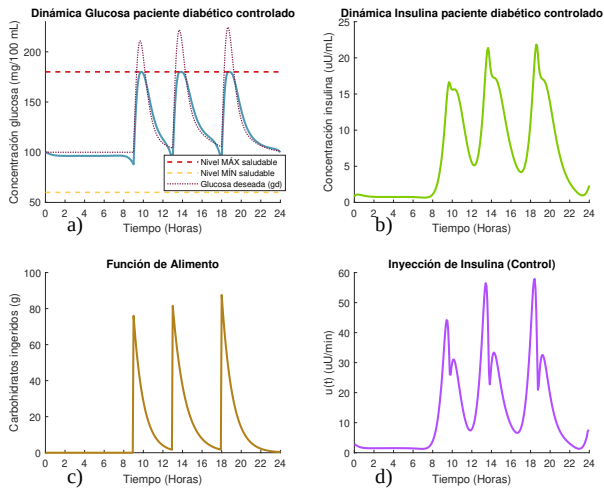 Dinámica Glucosa paciente diabético controlado
Concentración glucosa (mg/100 mL)
200
150
100
50
0 2 4 6 8 10 12 14 16 18 20 22 24
Nivel MÁX saludable
Nivel MÍN saludable
Glucosa deseada (gd)
Tiempo (Horas)
a)
Dinámica Insulina paciente diabético controlado
Concentración insulina (uU/mL)
25
20
15
10
5
0
0 2 4 6 8 10 12 14 16 18 20 22 24
Tiempo (Horas)
b)
Función de Alimento
Carbohidratos ingeridos (g)
100
80
60
40
20
0
0 2 4 6 8 10 12 14 16 18 20 22 24
Tiempo (Horas)
c)
Inyección de Insulina (Control)
u(t) (uU/min)
60
50
40
30
20
10
0
0 2 4 6 8 10 12 14 16 18 20 22 24
Tiempo (Horas)
d)